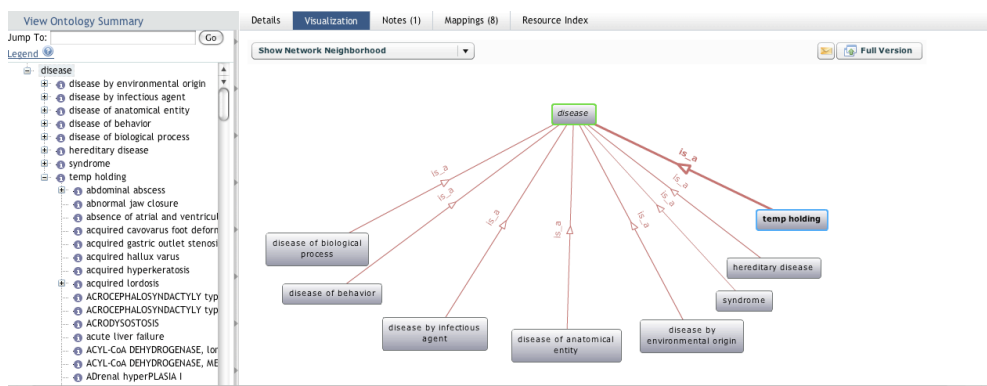 View Ontology Summary
Jump To:
Go
Legend
disease
disease by environmental origin
disease by infectious agent
disease of anatomical entity
disease of behavior
disease of biological process
hereditary disease
syndrome
temp holding
abdominal abscess
abnormal jaw closure
absence of atrial and ventricul
acquired cavovarus foot deforn
acquired gastric outlet stenosi
acquired hallux varus
acquired hyperkeratosis
acquired lordosis
ACROCEPHALOSYNDACTYLY typ
ACROCEPHALOSYNDACTYLY typ
ACRODYSOSTOSIS
acute liver failure
ACYL-CoA DEHYDROGENASE, lor
ACYL-CoA DEHYDROGENASE, ME
ADrenal hyperPLASIA I
Details Visualization Notes (1) Mappings (8) Resource Index
Show Network Neighborhood
Full Version
disease
is_a
is_a
is_a
is_a
is_a
is_a
is_a
is_a
temp holding
disease of biological
process
hereditary disease
disease of behavior
syndrome
disease by infectious
agent
disease of anatomical
entity
disease by
environmental origin